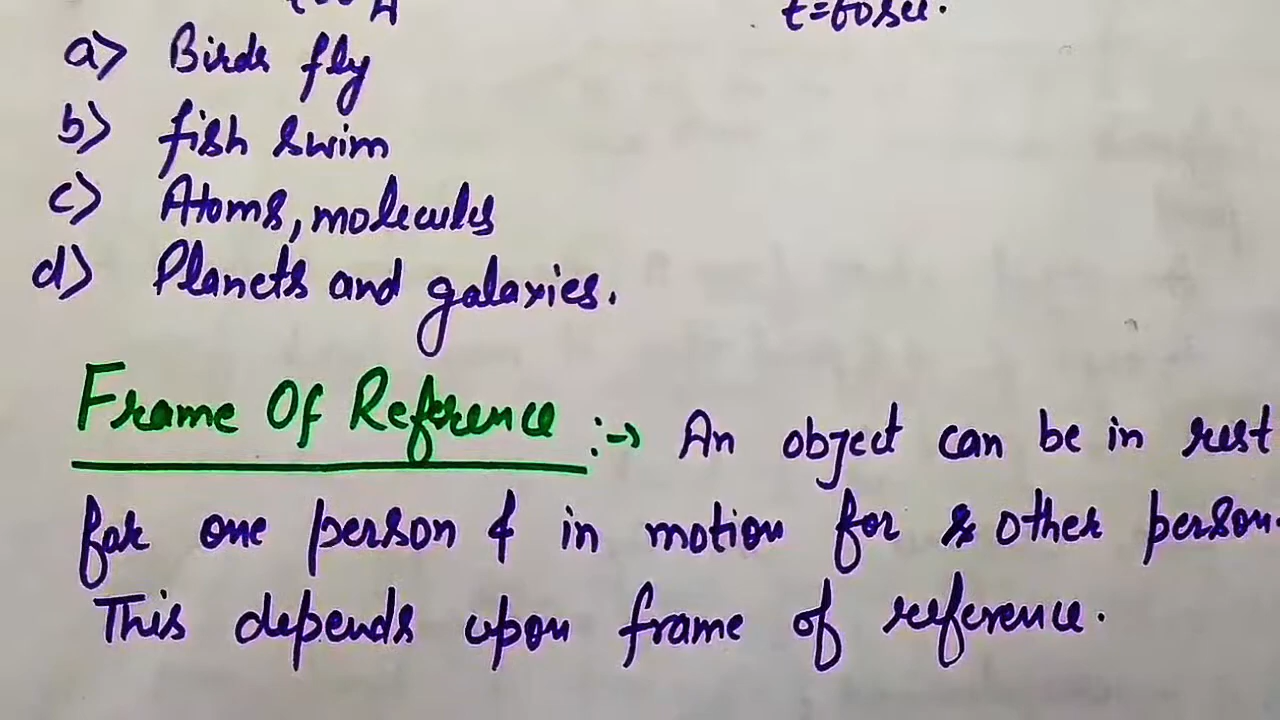 t=60sec.
a> Birds fly
b> fish swim
c> Atoms, molecules
d> Planets and galaxies.
Frame Of Reference :→ An object can be in rest
for one person & in motion for other person.
This depends upon frame of reference.